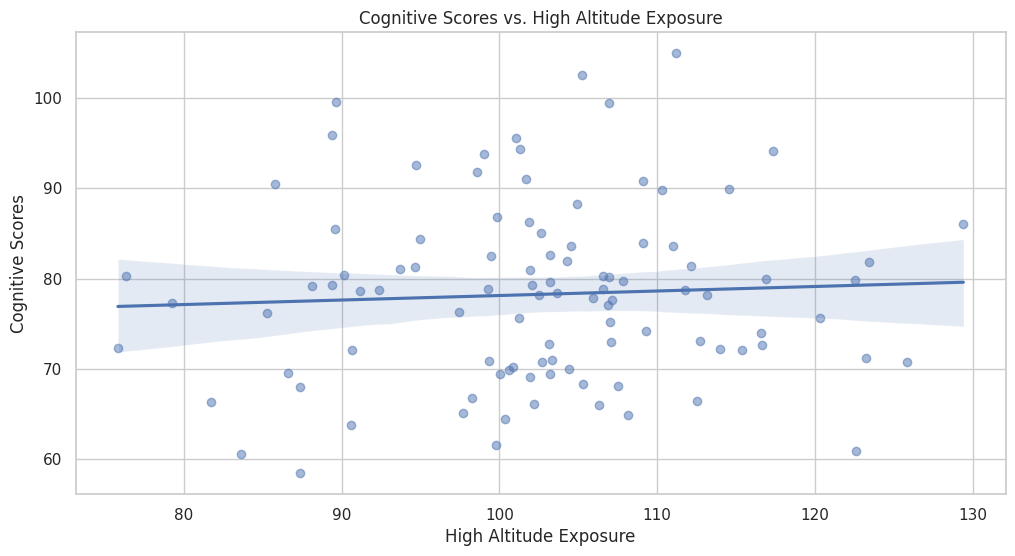 Cognitive Scores vs. High Altitude Exposure
Cognitive Scores
100
90
80
70
60
80 90 100 110 120 130
High Altitude Exposure